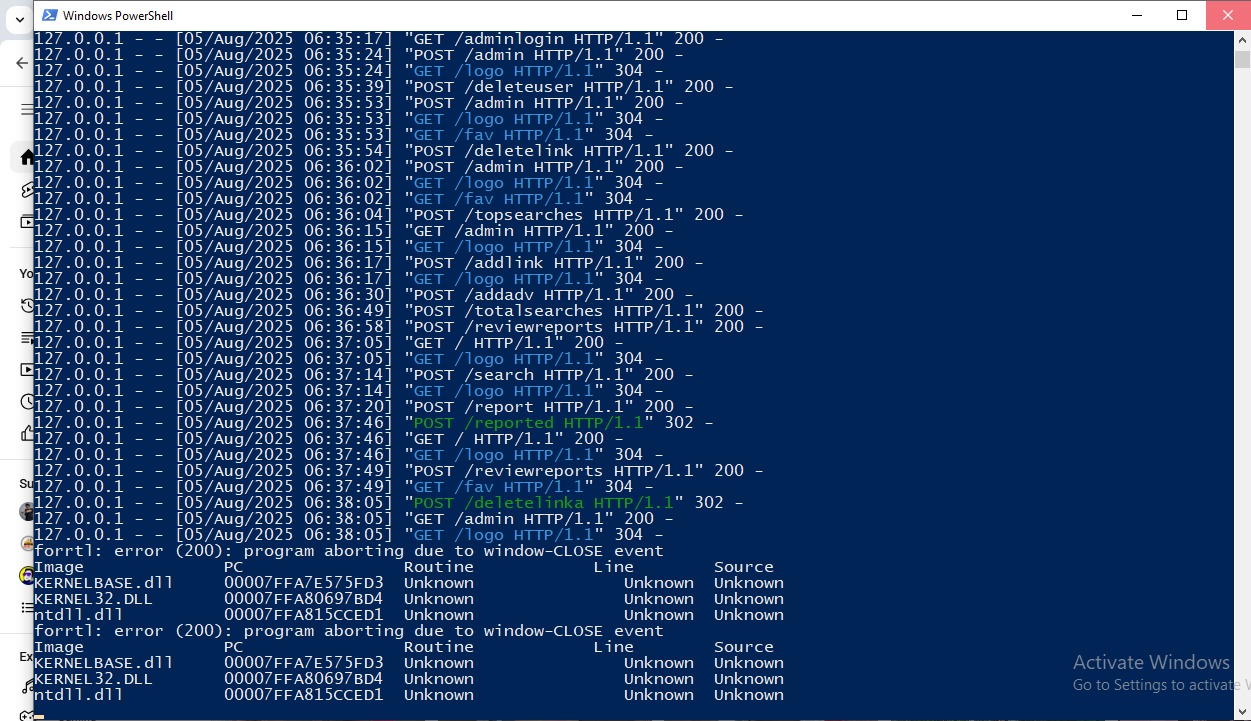 Windows PowerShell
127.0.0.1 - - [05/Aug/2025 06:35:17] "GET /adminlogin HTTP/1.1" 200 -
127.0.0.1 - - [05/Aug/2025 06:35:24] "POST /admin HTTP/1.1" 200 -
127.0.0.1 - - [05/Aug/2025 06:35:24] "GET /logo HTTP/1.1" 304 -
127.0.0.1 - - [05/Aug/2025 06:35:39] "POST /deleteuser HTTP/1.1" 200 -
127.0.0.1 - - [05/Aug/2025 06:35:53] "POST /admin HTTP/1.1" 200 -
127.0.0.1 - - [05/Aug/2025 06:35:53] "GET /logo HTTP/1.1" 304 -
127.0.0.1 - - [05/Aug/2025 06:35:53] "GET /fav HTTP/1.1" 304 -
127.0.0.1 - - [05/Aug/2025 06:35:54] "POST /deletelink HTTP/1.1" 200 -
127.0.0.1 - - [05/Aug/2025 06:36:02] "POST /admin HTTP/1.1" 200 -
127.0.0.1 - - [05/Aug/2025 06:36:02] "GET /logo HTTP/1.1" 304 -
127.0.0.1 - - [05/Aug/2025 06:36:02] "GET /fav HTTP/1.1" 304 -
127.0.0.1 - - [05/Aug/2025 06:36:04] "POST /topsearches HTTP/1.1" 200 -
127.0.0.1 - - [05/Aug/2025 06:36:15] "GET /admin HTTP/1.1" 200 -
127.0.0.1 - - [05/Aug/2025 06:36:15] "GET /logo HTTP/1.1" 304 -
127.0.0.1 - - [05/Aug/2025 06:36:17] "POST /addlink HTTP/1.1" 200 -
127.0.0.1 - - [05/Aug/2025 06:36:17] "GET /logo HTTP/1.1" 304 -
127.0.0.1 - - [05/Aug/2025 06:36:30] "POST /addadv HTTP/1.1" 200 -
127.0.0.1 - - [05/Aug/2025 06:36:49] "POST /totalsearches HTTP/1.1" 200 -
127.0.0.1 - - [05/Aug/2025 06:36:58] "POST /reviewreports HTTP/1.1" 200 -
127.0.0.1 - - [05/Aug/2025 06:37:05] "GET / HTTP/1.1" 200 -
127.0.0.1 - - [05/Aug/2025 06:37:05] "GET /logo HTTP/1.1" 304 -
127.0.0.1 - - [05/Aug/2025 06:37:14] "POST /search HTTP/1.1" 200 -
127.0.0.1 - - [05/Aug/2025 06:37:14] "GET /logo HTTP/1.1" 304 -
127.0.0.1 - - [05/Aug/2025 06:37:20] "POST /report HTTP/1.1" 200 -
127.0.0.1 - - [05/Aug/2025 06:37:46] "POST /reported HTTP/1.1" 302 -
127.0.0.1 - - [05/Aug/2025 06:37:46] "GET / HTTP/1.1" 200 -
127.0.0.1 - - [05/Aug/2025 06:37:46] "GET /logo HTTP/1.1" 304 -
127.0.0.1 - - [05/Aug/2025 06:37:49] "POST /reviewreports HTTP/1.1" 200 -
127.0.0.1 - - [05/Aug/2025 06:37:49] "GET /fav HTTP/1.1" 304 -
127.0.0.1 - - [05/Aug/2025 06:38:05] "POST /deletelinka HTTP/1.1" 302 -
127.0.0.1 - - [05/Aug/2025 06:38:05] "GET /admin HTTP/1.1" 200 -
127.0.0.1 - - [05/Aug/2025 06:38:05] "GET /logo HTTP/1.1" 304 -
forrtl: error (200): program aborting due to window-CLOSE event
Image PC Routine Line Source
KERNELBASE.dll 00007FFA7E575FD3 Unknown Unknown Unknown
KERNEL32.DLL 00007FFA80697BD4 Unknown Unknown Unknown
ntdll.dll 00007FFA815CCED1 Unknown Unknown Unknown
forrtl: error (200): program aborting due to window-CLOSE event
Image PC Routine Line Source
KERNELBASE.dll 00007FFA7E575FD3 Unknown Unknown Unknown
KERNEL32.DLL 00007FFA80697BD4 Unknown Unknown Unknown
ntdll.dll 00007FFA815CCED1 Unknown Unknown Unknown
Yo
Su
Ex
Activate Windows
Go to Settings to activate W